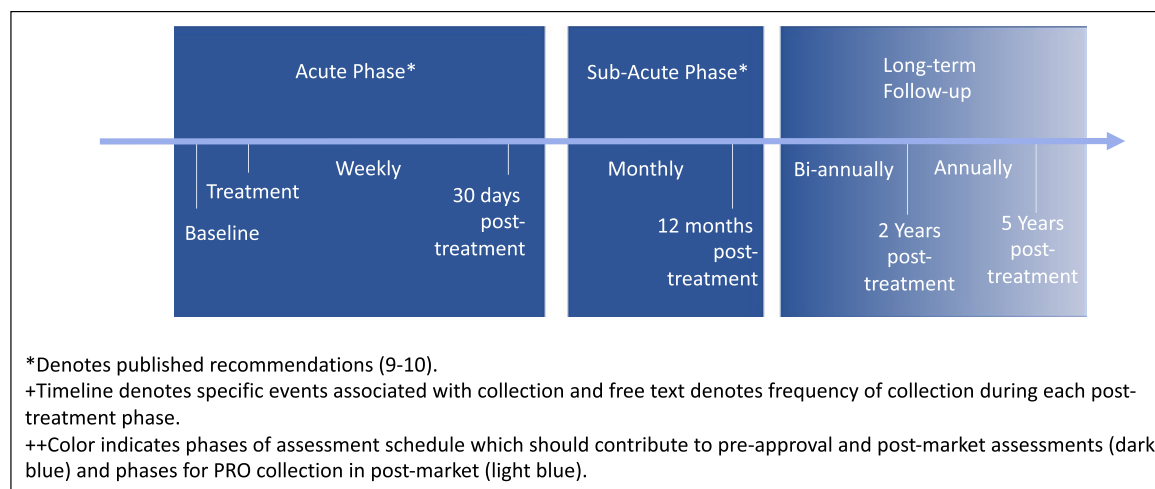 Acute Phase*
Sub-Acute Phase*
Long-term
Follow-up
Weekly
Monthly
Bi-annually
Annually
Treatment
Baseline
30 days
post-
treatment
12 months
post-
treatment
2 Years
post-
treatment
5 Years
post-
treatment
*Denotes published recommendations (9-10).
+Timeline denotes specific events associated with collection and free text denotes frequency of collection during each post-
treatment phase.
++Color indicates phases of assessment schedule which should contribute to pre-approval and post-market assessments (dark
blue) and phases for PRO collection in post-market (light blue).